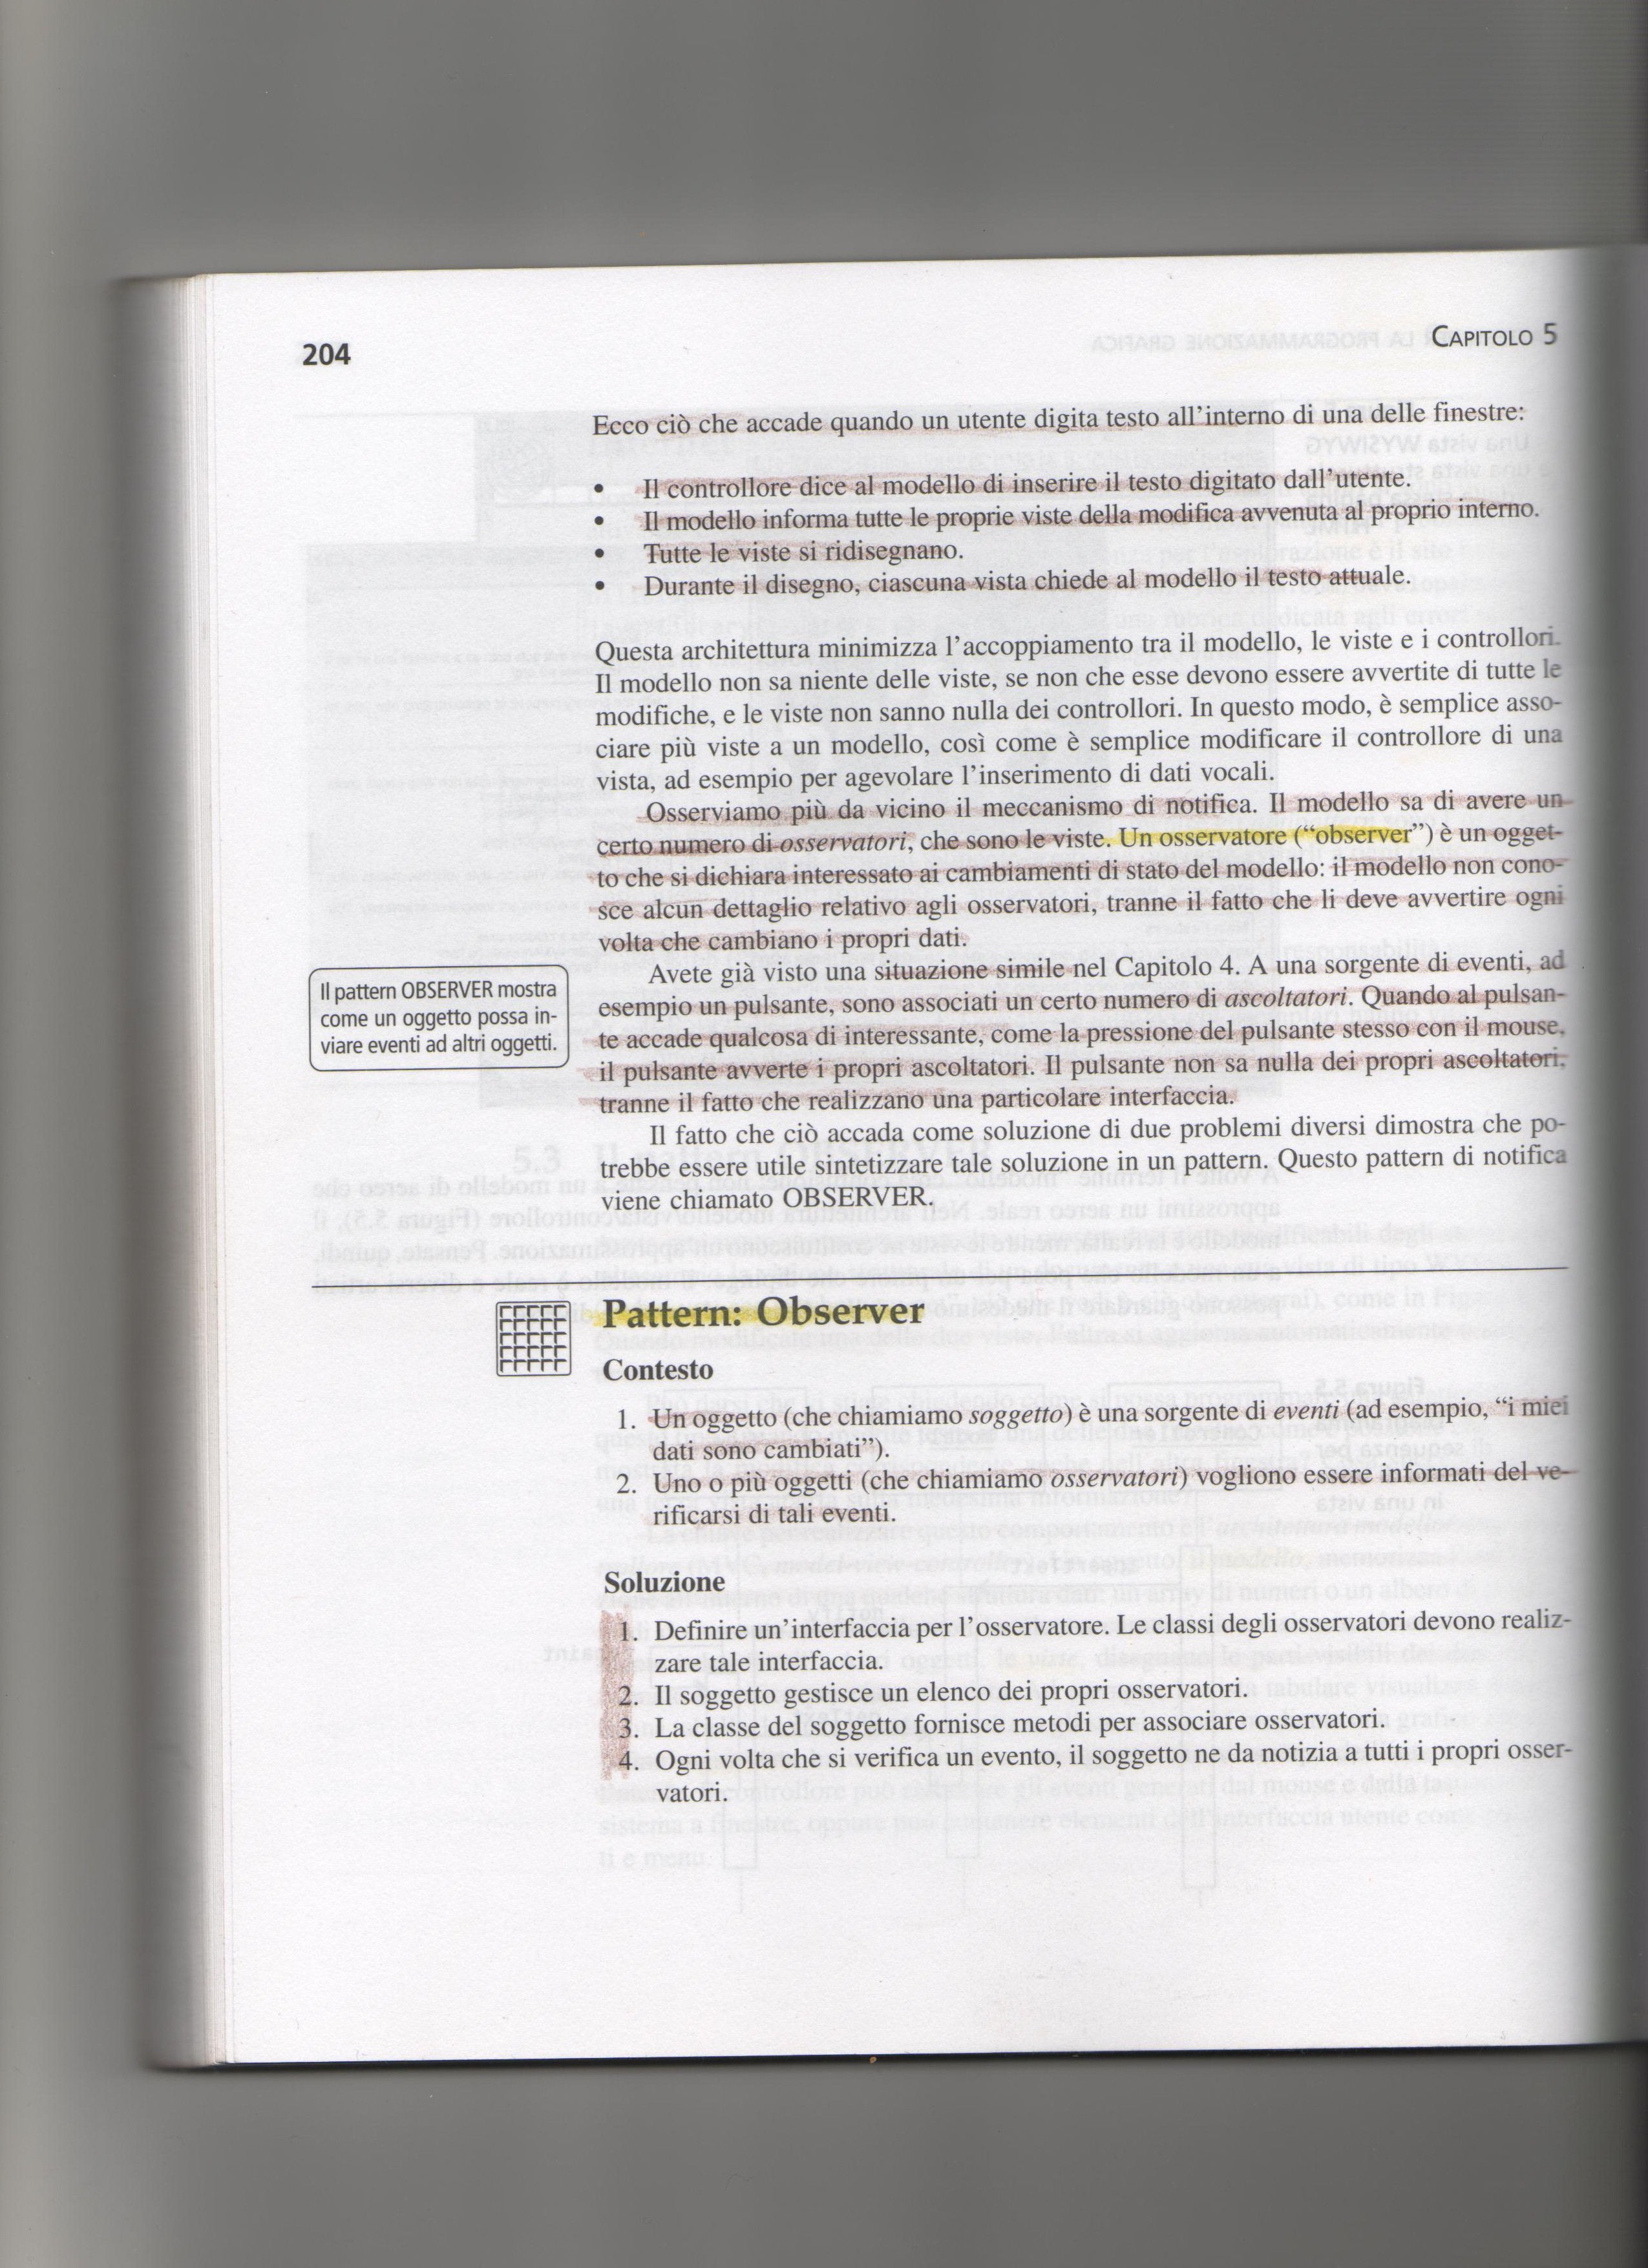 204
CAPITOLO 5
Ecco ciò che accade quando un utente digita testo all'interno di una delle finestre:
• Il controllore dice al modello di inserire il testo digitato dall'utente.
• Il modello informa tutte le proprie viste della modifica avvenuta al proprio interno.
• Tutte le viste si ridisegnano.
• Durante il disegno, ciascuna vista chiede al modello il testo attuale.
Questa architettura minimizza l'accoppiamento tra il modello, le viste e i controllori.
Il modello non sa niente delle viste, se non che esse devono essere avvertite di tutte le
modifiche, e le viste non sanno nulla dei controllori. In questo modo, è semplice asso-
ciare più viste a un modello, così come è semplice modificare il controllore di una
vista, ad esempio per agevolare l'inserimento di dati vocali.
Osserviamo più da vicino il meccanismo di notifica. Il modello sa di avere un
certo numero di osservatori, che sono le viste. Un osservatore ("observer") è un ogget-
to che si dichiara interessato ai cambiamenti di stato del modello: il modello non cono-
sce alcun dettaglio relativo agli osservatori, tranne il fatto che li deve avvertire ogni
volta che cambiano i propri dati.
Avete già visto una situazione simile nel Capitolo 4. A una sorgente di eventi, ad
esempio un pulsante, sono associati un certo numero di ascoltatori. Quando al pulsan-
te accade qualcosa di interessante, come la pressione del pulsante stesso con il mouse,
il pulsante avverte i propri ascoltatori. Il pulsante non sa nulla dei propri ascoltatori,
tranne il fatto che realizzano una particolare interfaccia.
Il pattern OBSERVER mostra
come un oggetto possa in-
viare eventi ad altri oggetti.
Il fatto che ciò accada come soluzione di due problemi diversi dimostra che po-
trebbe essere utile sintetizzare tale soluzione in un pattern. Questo pattern di notifica
viene chiamato OBSERVER.
Pattern: Observer
Contesto
1. Un oggetto (che chiamiamo soggetto) è una sorgente di eventi (ad esempio, "i miei
dati sono cambiati").
2. Uno o più oggetti (che chiamiamo osservatori) vogliono essere informati del ve-
rificarsi di tali eventi.
Soluzione
1. Definire un'interfaccia per l'osservatore. Le classi degli osservatori devono realiz-
zare tale interfaccia.
2. Il soggetto gestisce un elenco dei propri osservatori.
3. La classe del soggetto fornisce metodi per associare osservatori.
4. Ogni volta che si verifica un evento, il soggetto ne da notizia a tutti i propri osser-
vatori.